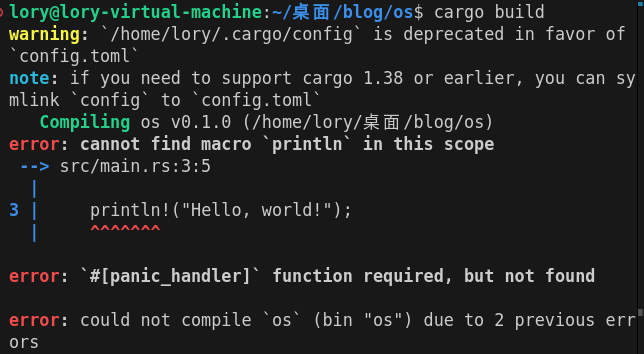 lory@lory-virtual-machine:~/桌面/blog/os$ cargo build
warning: `/home/lory/.cargo/config` is deprecated in favor of
`config.toml`
note: if you need to support cargo 1.38 or earlier, you can sy
mlink `config` to `config.toml`
   Compiling os v0.1.0 (/home/lory/桌面/blog/os)
error: cannot find macro `println` in this scope
 --> src/main.rs:3:5
  |
3 |     println!("Hello, world!");
  |     ^^^^^^^

error: `#[panic_handler]` function required, but not found

error: could not compile `os` (bin "os") due to 2 previous err
ors